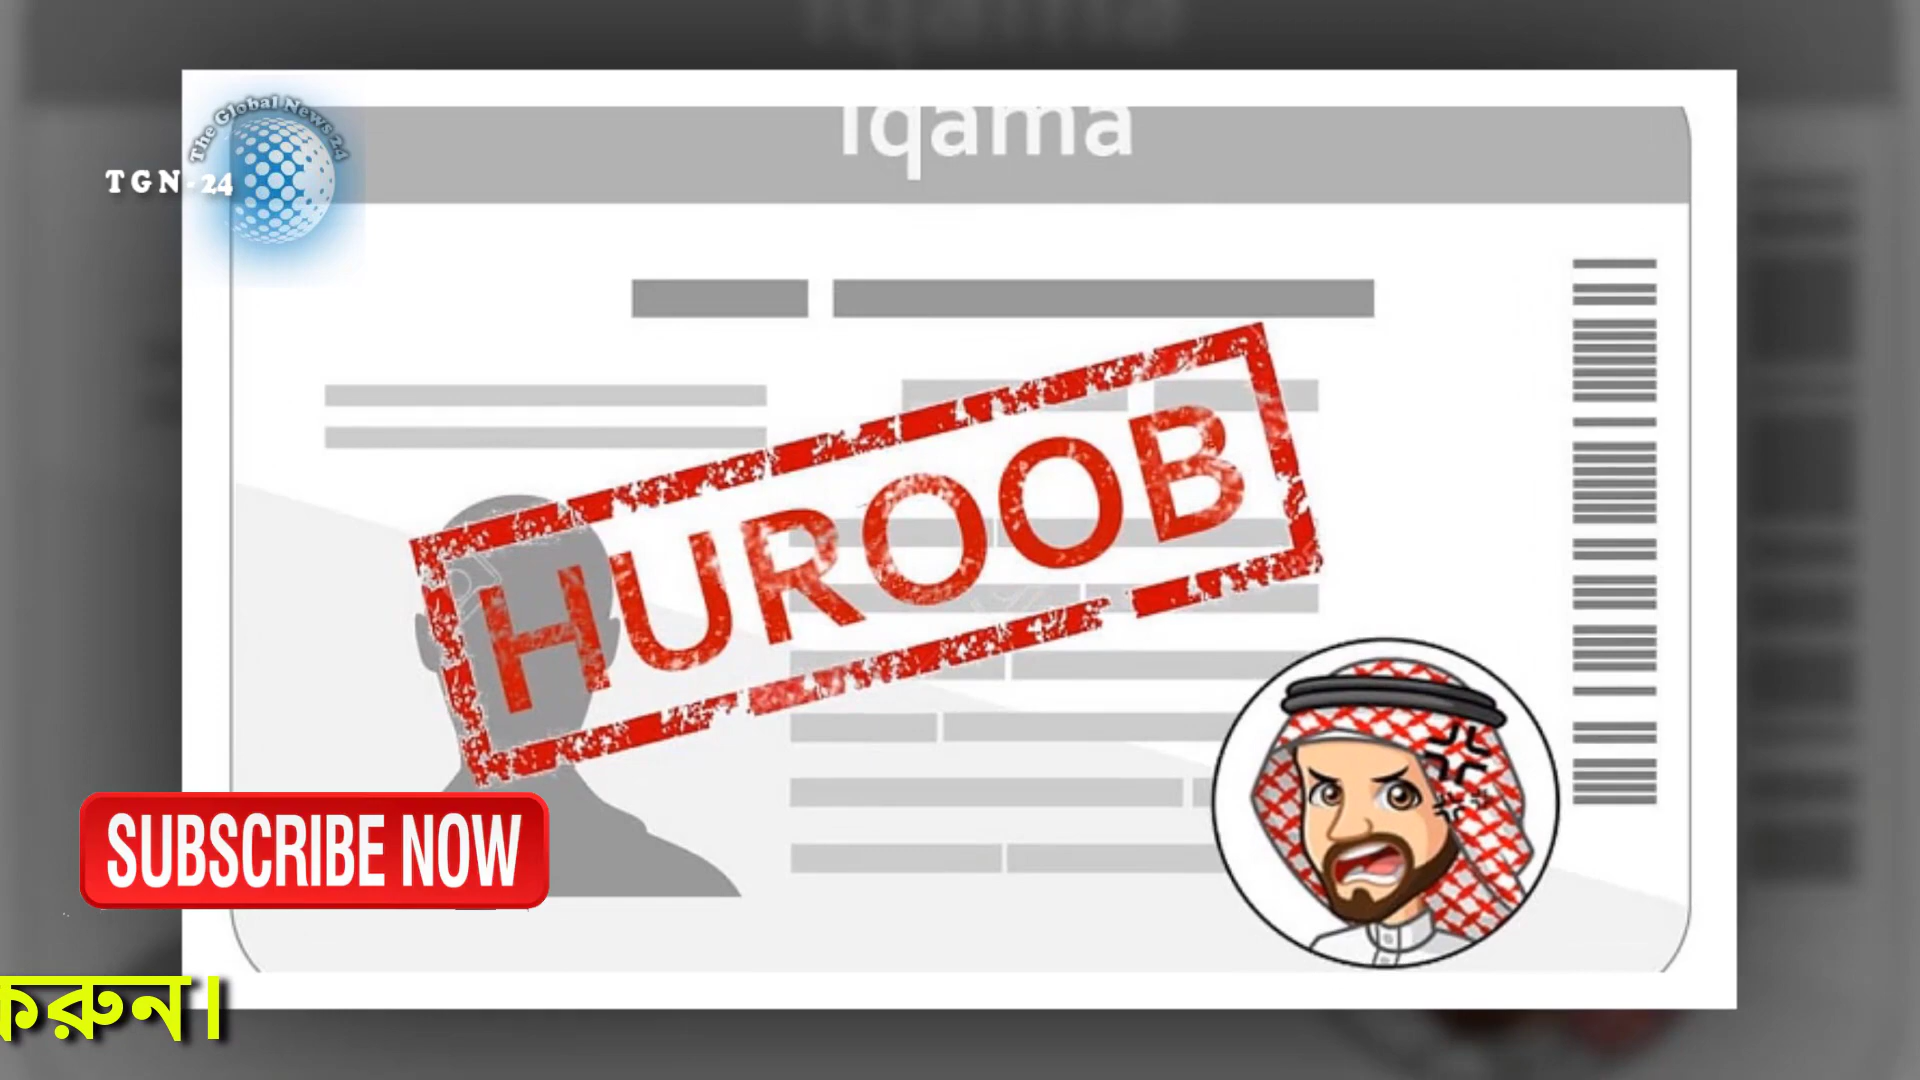 Iqama
The Global News 24
TGN-24
HUROOB
SUBSCRIBE NOW
করুন।